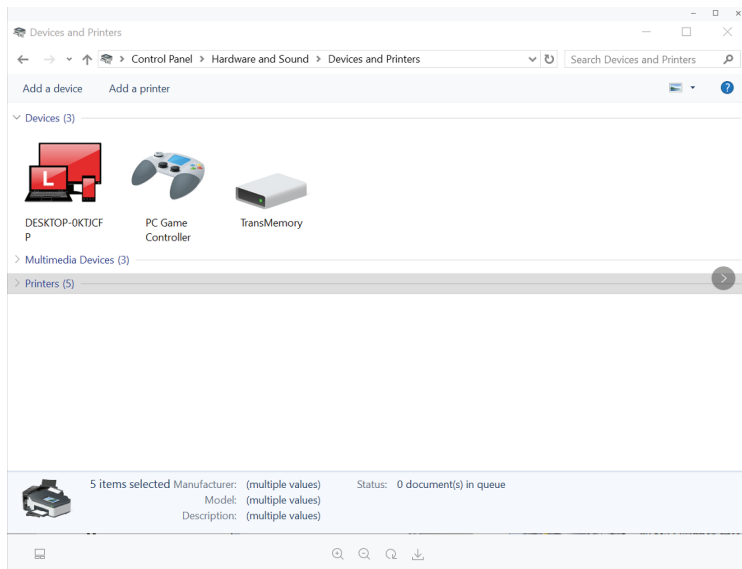 Devices and Printers
Control Panel > Hardware and Sound > Devices and Printers
Search Devices and Printers
Add a device Add a printer
?
Devices (3)
L
DESKTOP-0KTJCF
P
PC Game
Controller
TransMemory
Multimedia Devices (3)
Printers (5)
5 items selected Manufacturer: (multiple values) Status: 0 document(s) in queue
Model: (multiple values)
Description: (multiple values)